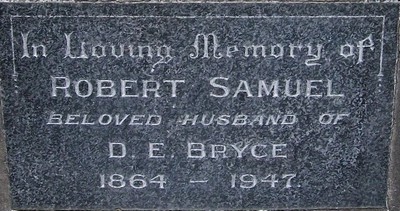 In Loving Memory of
ROBERT SAMUEL
BELOVED HUSBAND OF
D. E. BRYCE
1864 — 1947.